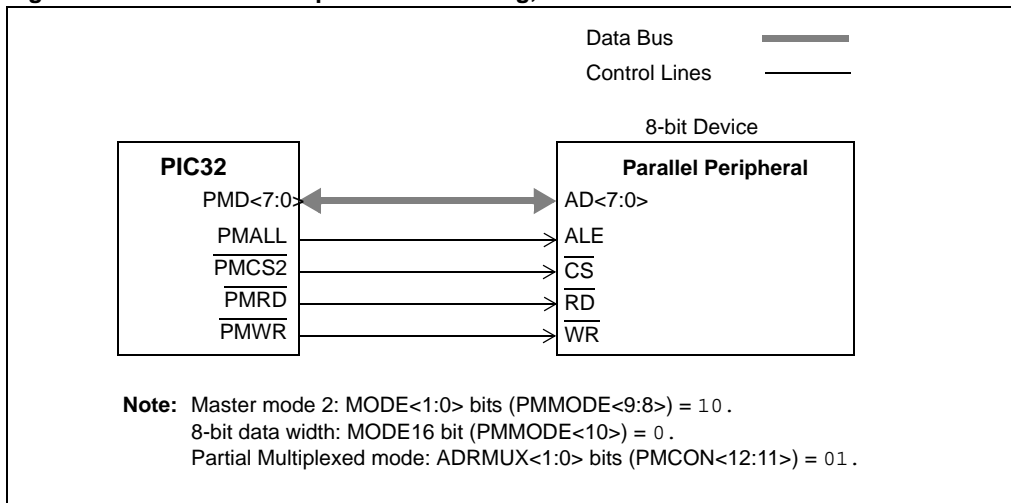 Data Bus
Control Lines
8-bit Device
PIC32
Parallel Peripheral
PMD<7:0>
AD<7:0>
PMALL
ALE
PMCS2
CS
PMRD
RD
PMWR
WR
Note: Master mode 2: MODE<1:0> bits (PMMODE<9:8>) = 10.
8-bit data width: MODE16 bit (PMMODE<10>) = 0.
Partial Multiplexed mode: ADRMUX<1:0> bits (PMCON<12:11>) = 01.